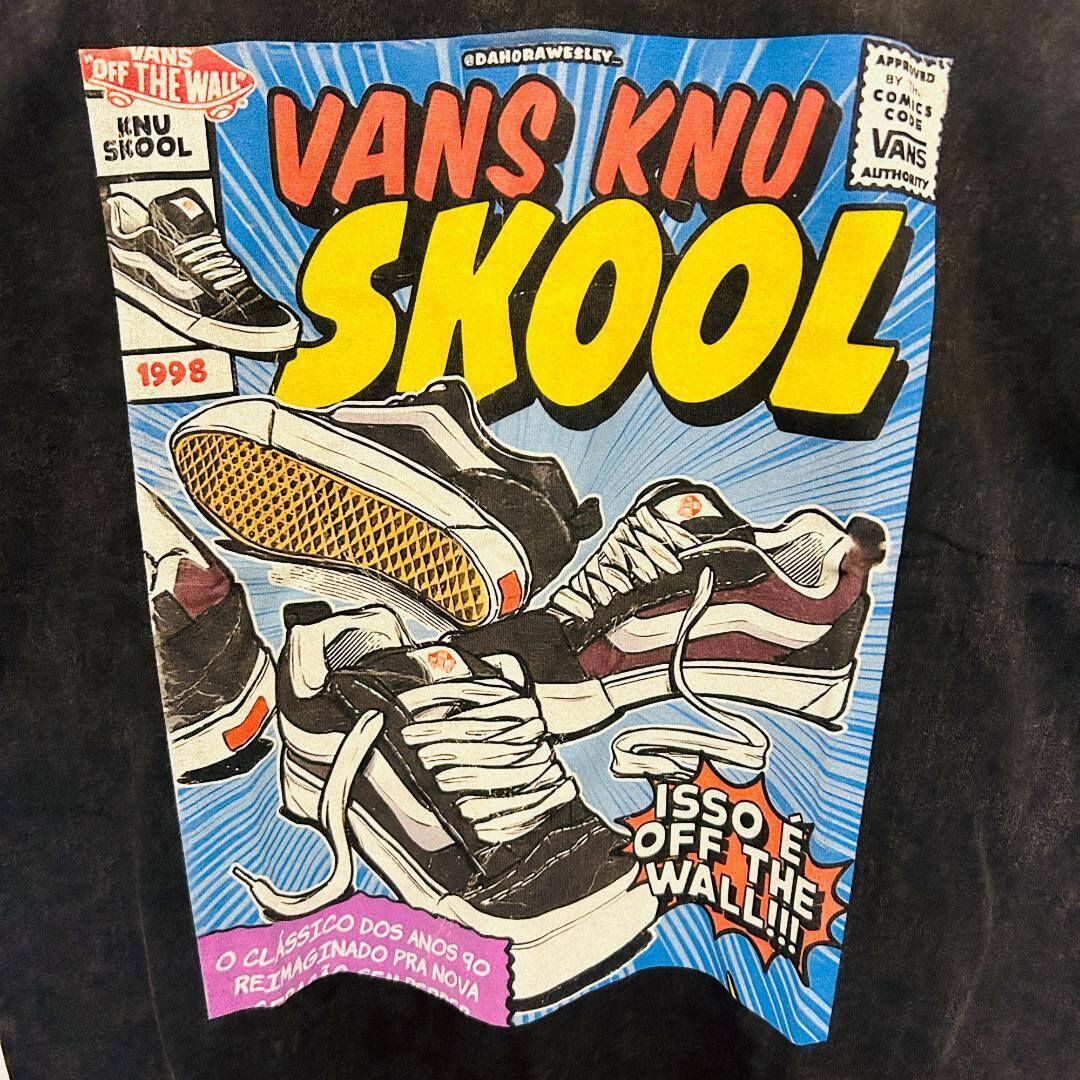 @DAHORAWESLEY_
VANS
"OFF THE WALL"
KNU
SKOOL
1998
VANS KNU
SKOOL
APPROVED
BY THE
COMICS
CODE
VANS
AUTHORITY
ISSO É
OFF THE
WALL!!!
O CLÁSSICO DOS ANOS 90
REIMAGINADO PRA NOVA